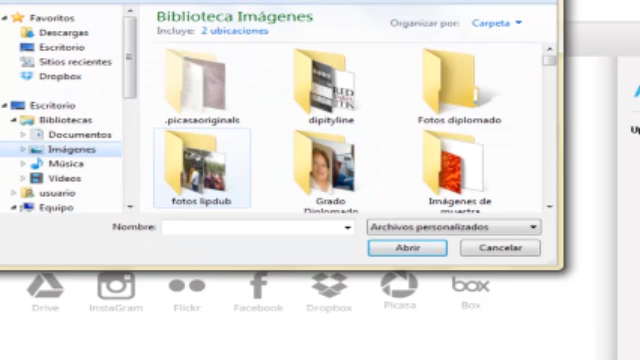 Favoritos
Descargas
Escritorio
Sitios recientes
Dropbox
Escritorio
Bibliotecas
Documentos
Imágenes
Música
Vídeos
usuario
Equipo
Biblioteca Imágenes
Incluye: 2 ubicaciones
Organizar por: Carpeta
.picasaoriginals
dipityline
Fotos diplomado
fotos lipdub
Grado
Diplomado
Imágenes de
muestra
Nombre:
Archivos personalizados
Abrir
Cancelar
Drive
InstaGram
Flickr
Facebook
Dropbox
Picasa
box
Box